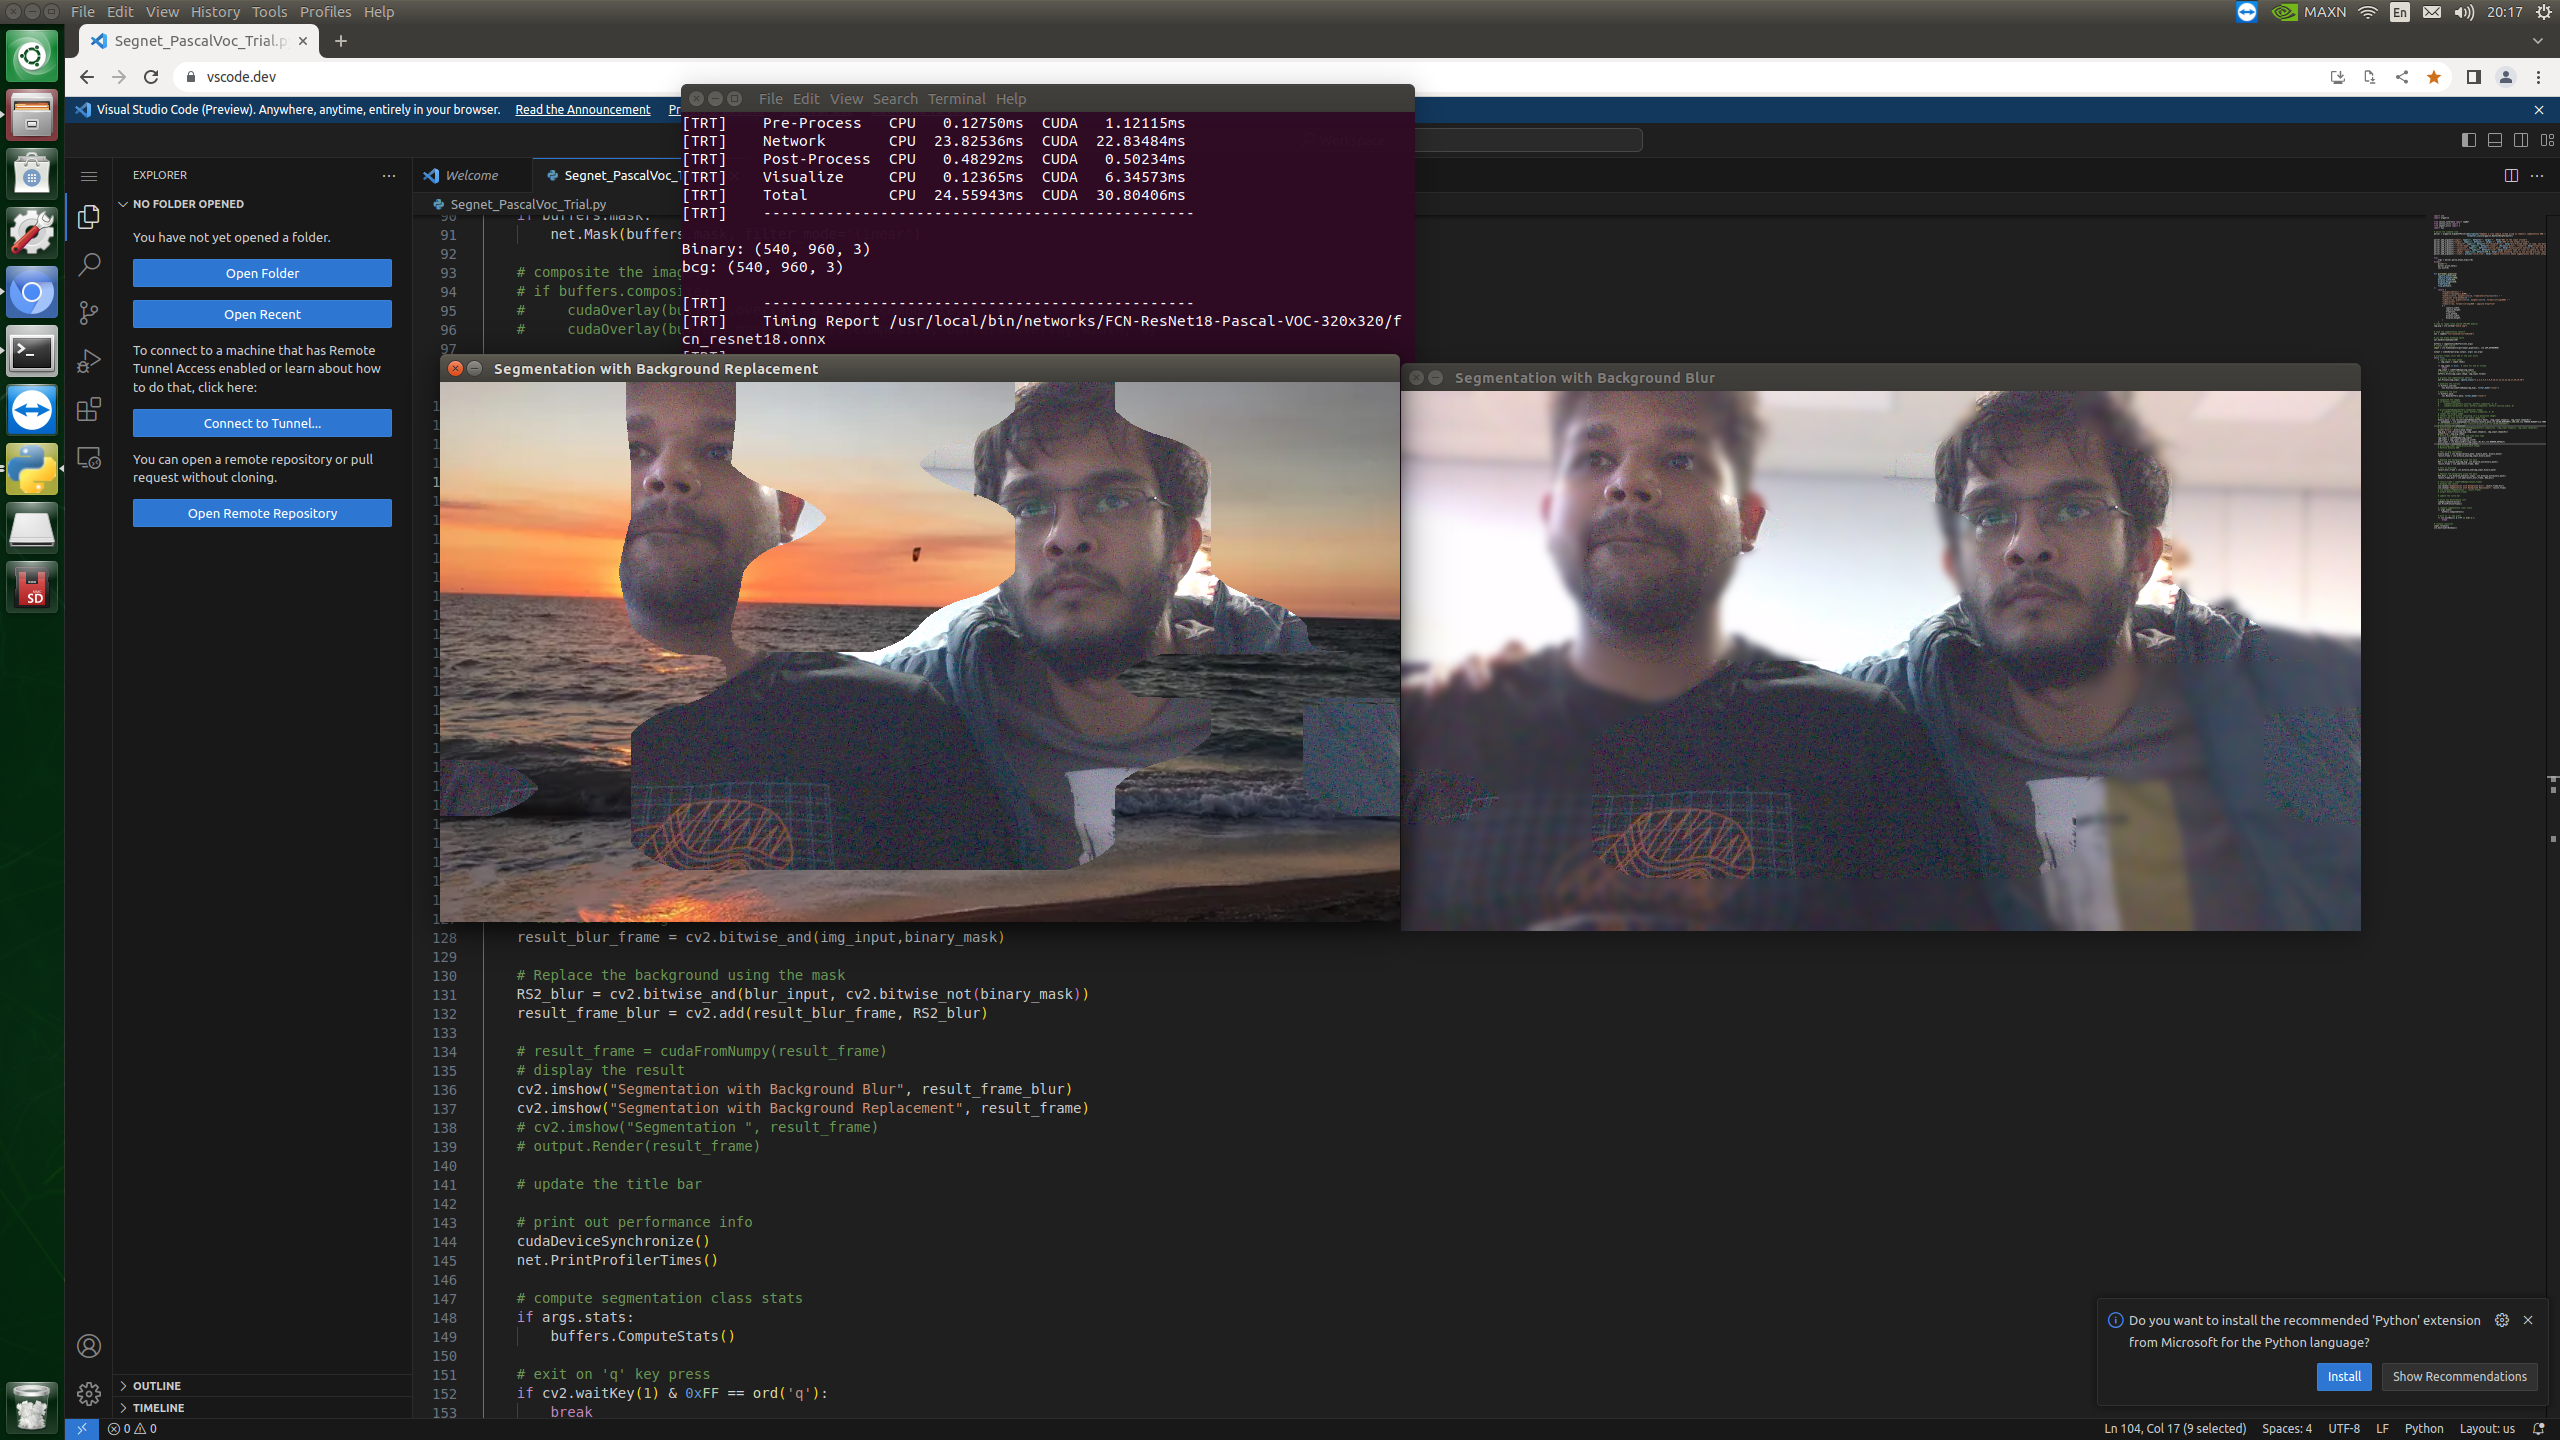 File Edit View History Tools Profiles Help
MAXN En 20:17
Segnet_PascalVoc_Trial.p
vscode.dev
Visual Studio Code (Preview). Anywhere, anytime, entirely in your browser. Read the Announcement
File Edit View Search Terminal Help
[TRT] Pre-Process CPU 0.12750ms CUDA 1.12115ms
[TRT] Network CPU 23.82536ms CUDA 22.83484ms
[TRT] Post-Process CPU 0.48292ms CUDA 0.50234ms
[TRT] Visualize CPU 0.12365ms CUDA 6.34573ms
[TRT] Total CPU 24.55943ms CUDA 30.80406ms
[TRT] -----------------------------------------------
Binary: (540, 960, 3)
bcg: (540, 960, 3)
[TRT] -----------------------------------------------
[TRT] Timing Report /usr/local/bin/networks/FCN-ResNet18-Pascal-VOC-320x320/f
cn_resnet18.onnx
EXPLORER
NO FOLDER OPENED
You have not yet opened a folder.
Open Folder
Open Recent
To connect to a machine that has Remote
Tunnel Access enabled or learn about how
to do that, click here:
Connect to Tunnel...
You can open a remote repository or pull
request without cloning.
Open Remote Repository
OUTLINE
TIMELINE
Welcome Segnet_PascalVoc_T
Segnet_PascalVoc_Trial.py
90 if buffers.mask:
91 net.Mask(buffers
92
93 # composite the imag
94 # if buffers.composi
95 # cudaOverlay(bu
96 # cudaOverlay(bu
97
Segmentation with Background Replacement
Segmentation with Background Blur
SD
128 result_blur_frame = cv2.bitwise_and(img_input,binary_mask)
129
130 # Replace the background using the mask
131 RS2_blur = cv2.bitwise_and(blur_input, cv2.bitwise_not(binary_mask))
132 result_frame_blur = cv2.add(result_blur_frame, RS2_blur)
133
134 # result_frame = cudaFromNumpy(result_frame)
135 # display the result
136 cv2.imshow("Segmentation with Background Blur", result_frame_blur)
137 cv2.imshow("Segmentation with Background Replacement", result_frame)
138 # cv2.imshow("Segmentation ", result_frame)
139 # output.Render(result_frame)
140
141 # update the title bar
142
143 # print out performance info
144 cudaDeviceSynchronize()
145 net.PrintProfilerTimes()
146
147 # compute segmentation class stats
148 if args.stats:
149 buffers.ComputeStats()
150
151 # exit on 'q' key press
152 if cv2.waitKey(1) & 0xFF == ord('q'):
153 break
Do you want to install the recommended 'Python' extension
from Microsoft for the Python language?
Install Show Recommendations
0 0
Ln 104, Col 17 (9 selected) Spaces: 4 UTF-8 LF Python Layout: us